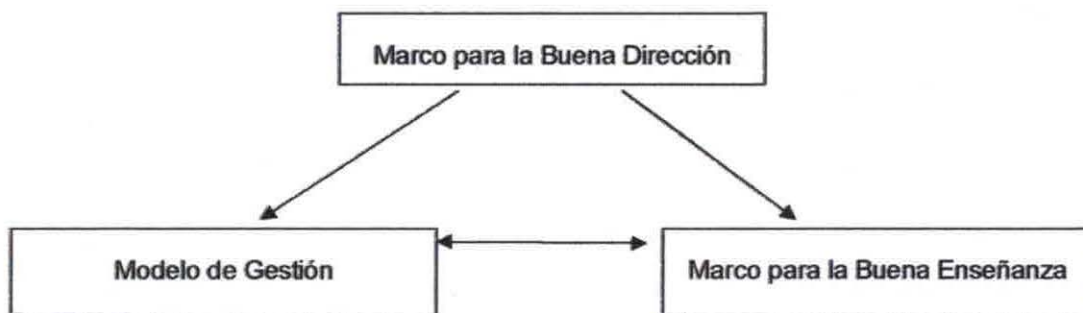 Marco para la Buena Dirección
Modelo de Gestión
Marco para la Buena Enseñanza